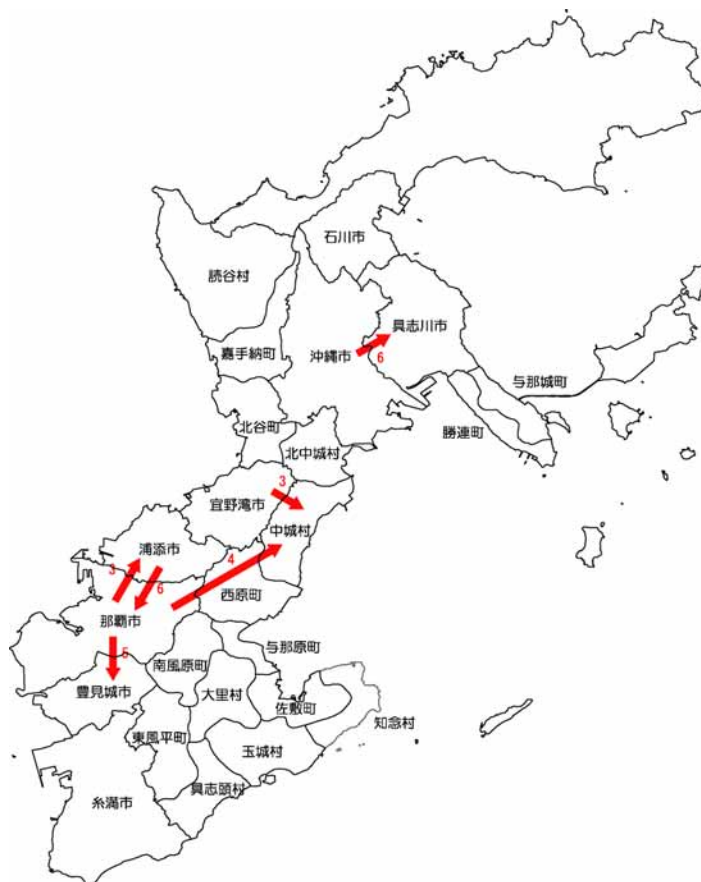 石川市
読谷村
具志川市
嘉手納町
沖縄市
6
与那城町
北谷町
勝連町
北中城村
3
宜野湾市
中城村
浦添市
4
3
6
西原町
那覇市
与那原町
5
南風原町
豊見城市
大里村
佐敷町
知念村
東風平町
玉城村
具志頭村
糸満市